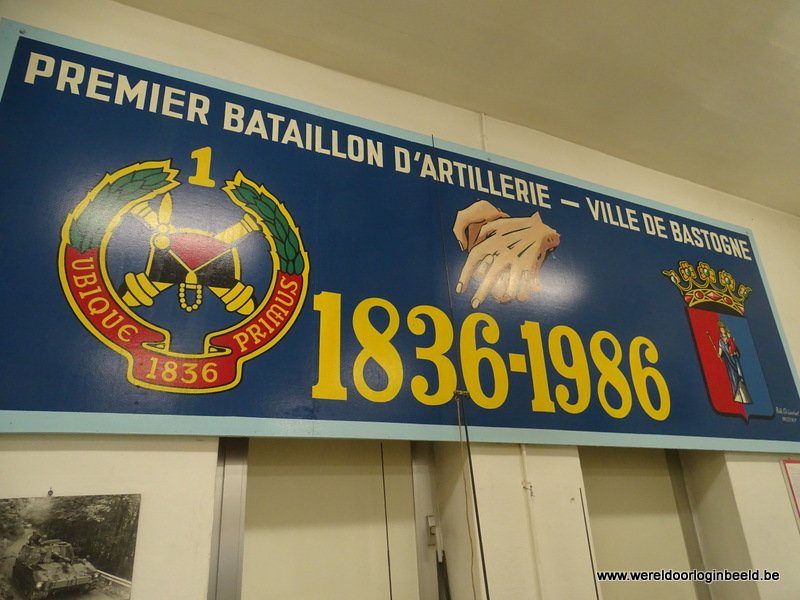 PREMIER BATAILLON D'ARTILLERIE — VILLE DE BASTOGNE
1
UBIQUE PRIMUS
1836
1836-1986
www.wereldoorloginbeeld.be